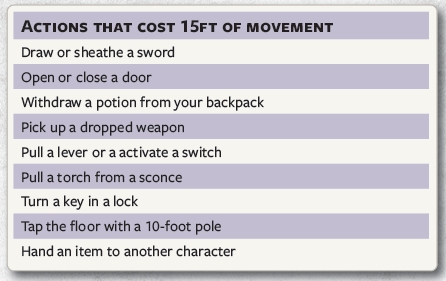 Actions that cost 15ft of movement
Draw or sheathe a sword
Open or close a door
Withdraw a potion from your backpack
Pick up a dropped weapon
Pull a lever or a activate a switch
Pull a torch from a sconce
Turn a key in a lock
Tap the floor with a 10-foot pole
Hand an item to another character